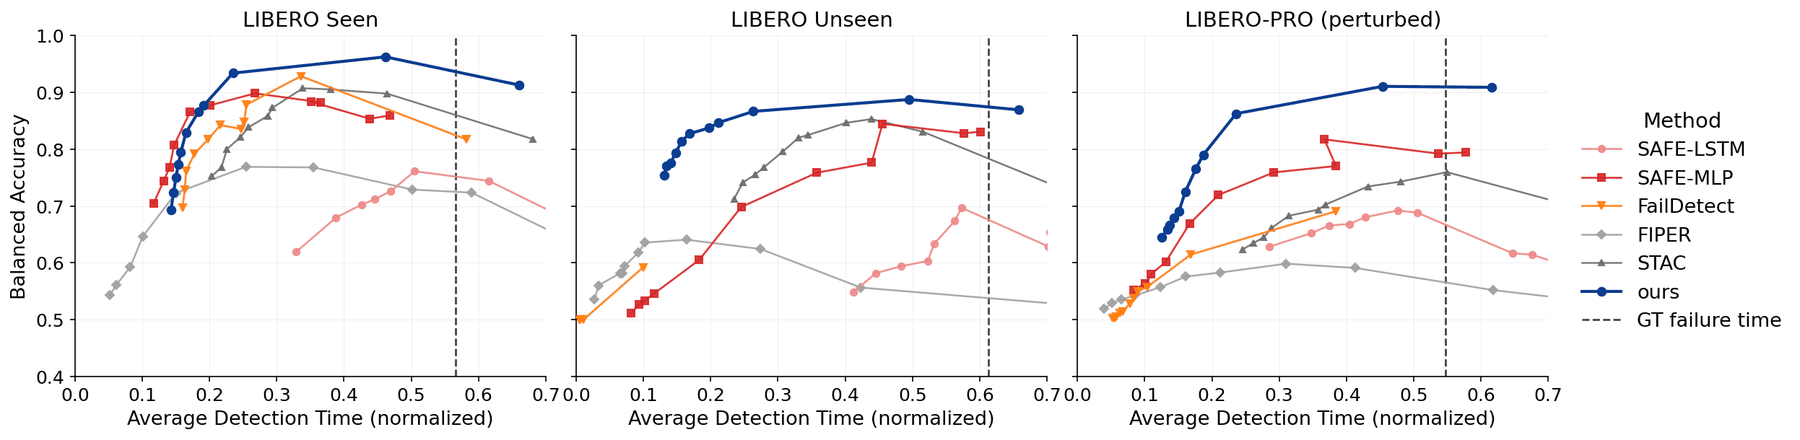 LIBERO Seen
LIBERO Unseen
LIBERO-PRO (perturbed)
Balanced Accuracy
1.0
0.9
0.8
0.7
0.6
0.5
0.4
0.0 0.1 0.2 0.3 0.4 0.5 0.6 0.7
0.1 0.2 0.3 0.4 0.5 0.6 0.7
0.0 0.1 0.2 0.3 0.4 0.5 0.6 0.7
Average Detection Time (normalized)
Average Detection Time (normalized)
Average Detection Time (normalized)
Method
SAFE-LSTM
SAFE-MLP
FailDetect
FIPER
STAC
ours
GT failure time